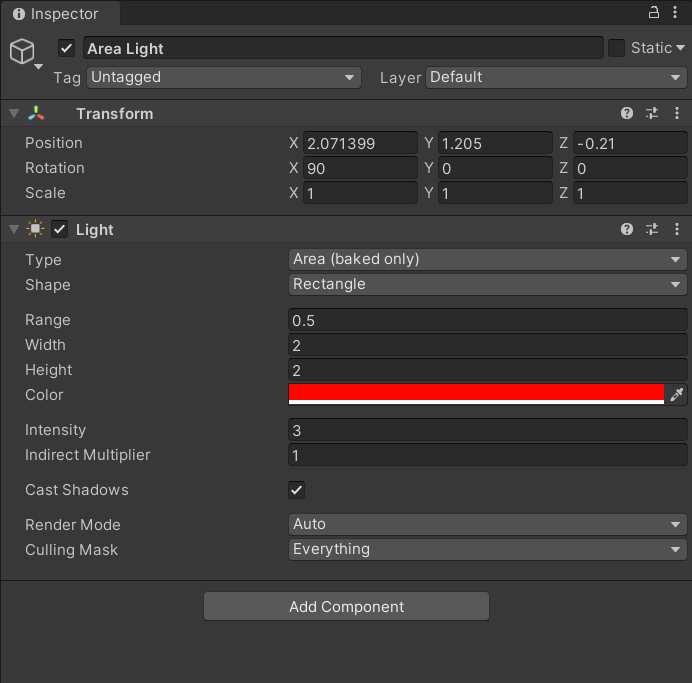 Inspector
Area Light Static
Tag Untagged Layer Default
Transform
Position X 2.071399 Y 1.205 Z -0.21
Rotation X 90 Y 0 Z 0
Scale X 1 Y 1 Z 1
Light
Type Area (baked only)
Shape Rectangle
Range 0.5
Width 2
Height 2
Color
Intensity 3
Indirect Multiplier 1
Cast Shadows
Render Mode Auto
Culling Mask Everything
Add Component